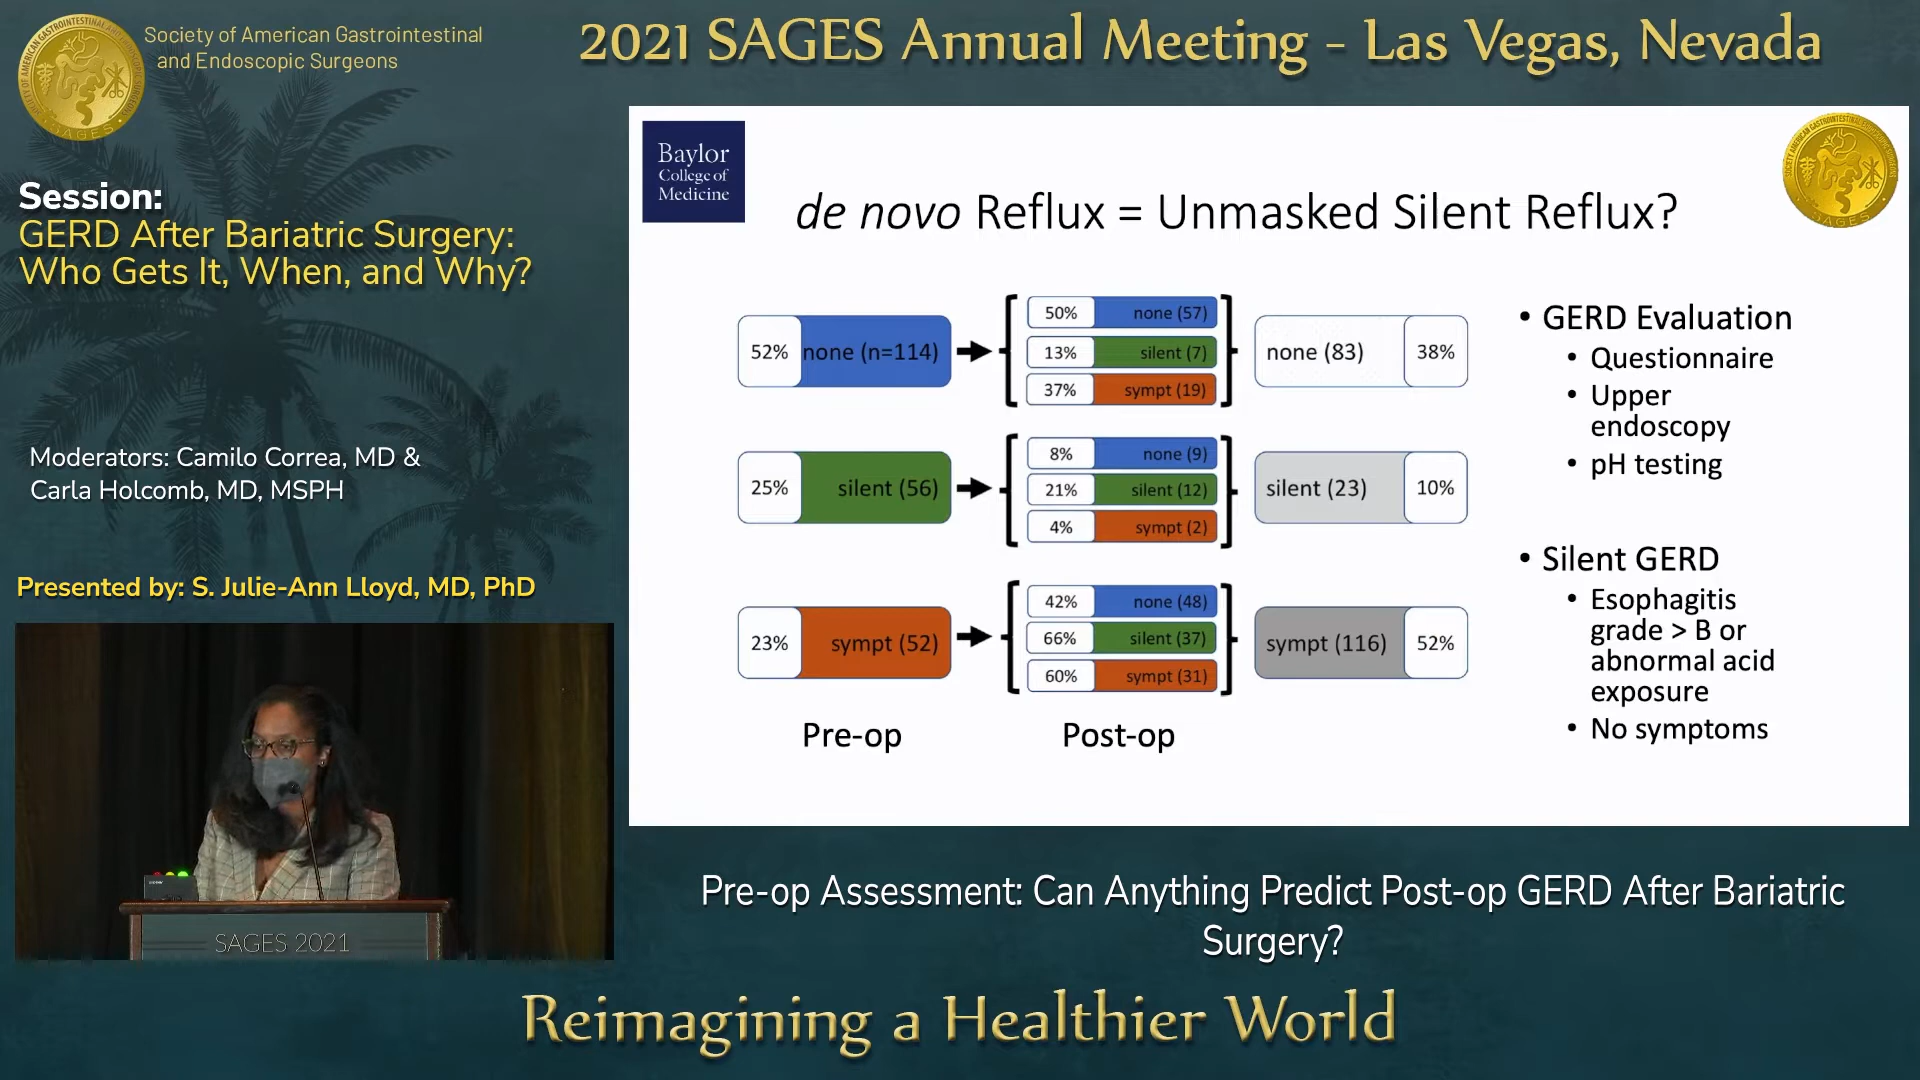 Society of American Gastrointestinal
and Endoscopic Surgeons
2021 SAGES Annual Meeting - Las Vegas, Nevada
SAGES
Session:
GERD After Bariatric Surgery:
Who Gets It, When, and Why?
Moderators: Camilo Correa, MD &
Carla Holcomb, MD, MSPH
Presented by: S. Julie-Ann Lloyd, MD, PhD
SAGES 2021
Baylor
College of
Medicine
SAGES
de novo Reflux = Unmasked Silent Reflux?
52% none (n=114)
50% none (57)
13% silent (7)
37% sympt (19)
none (83) 38%
25% silent (56)
8% none (9)
21% silent (12)
4% sympt (2)
silent (23) 10%
23% sympt (52)
42% none (48)
66% silent (37)
60% sympt (31)
sympt (116) 52%
Pre-op
Post-op
• GERD Evaluation
• Questionnaire
• Upper
endoscopy
• pH testing
• Silent GERD
• Esophagitis
grade > B or
abnormal acid
exposure
• No symptoms
Pre-op Assessment: Can Anything Predict Post-op GERD After Bariatric
Surgery?
Reimagining a Healthier World